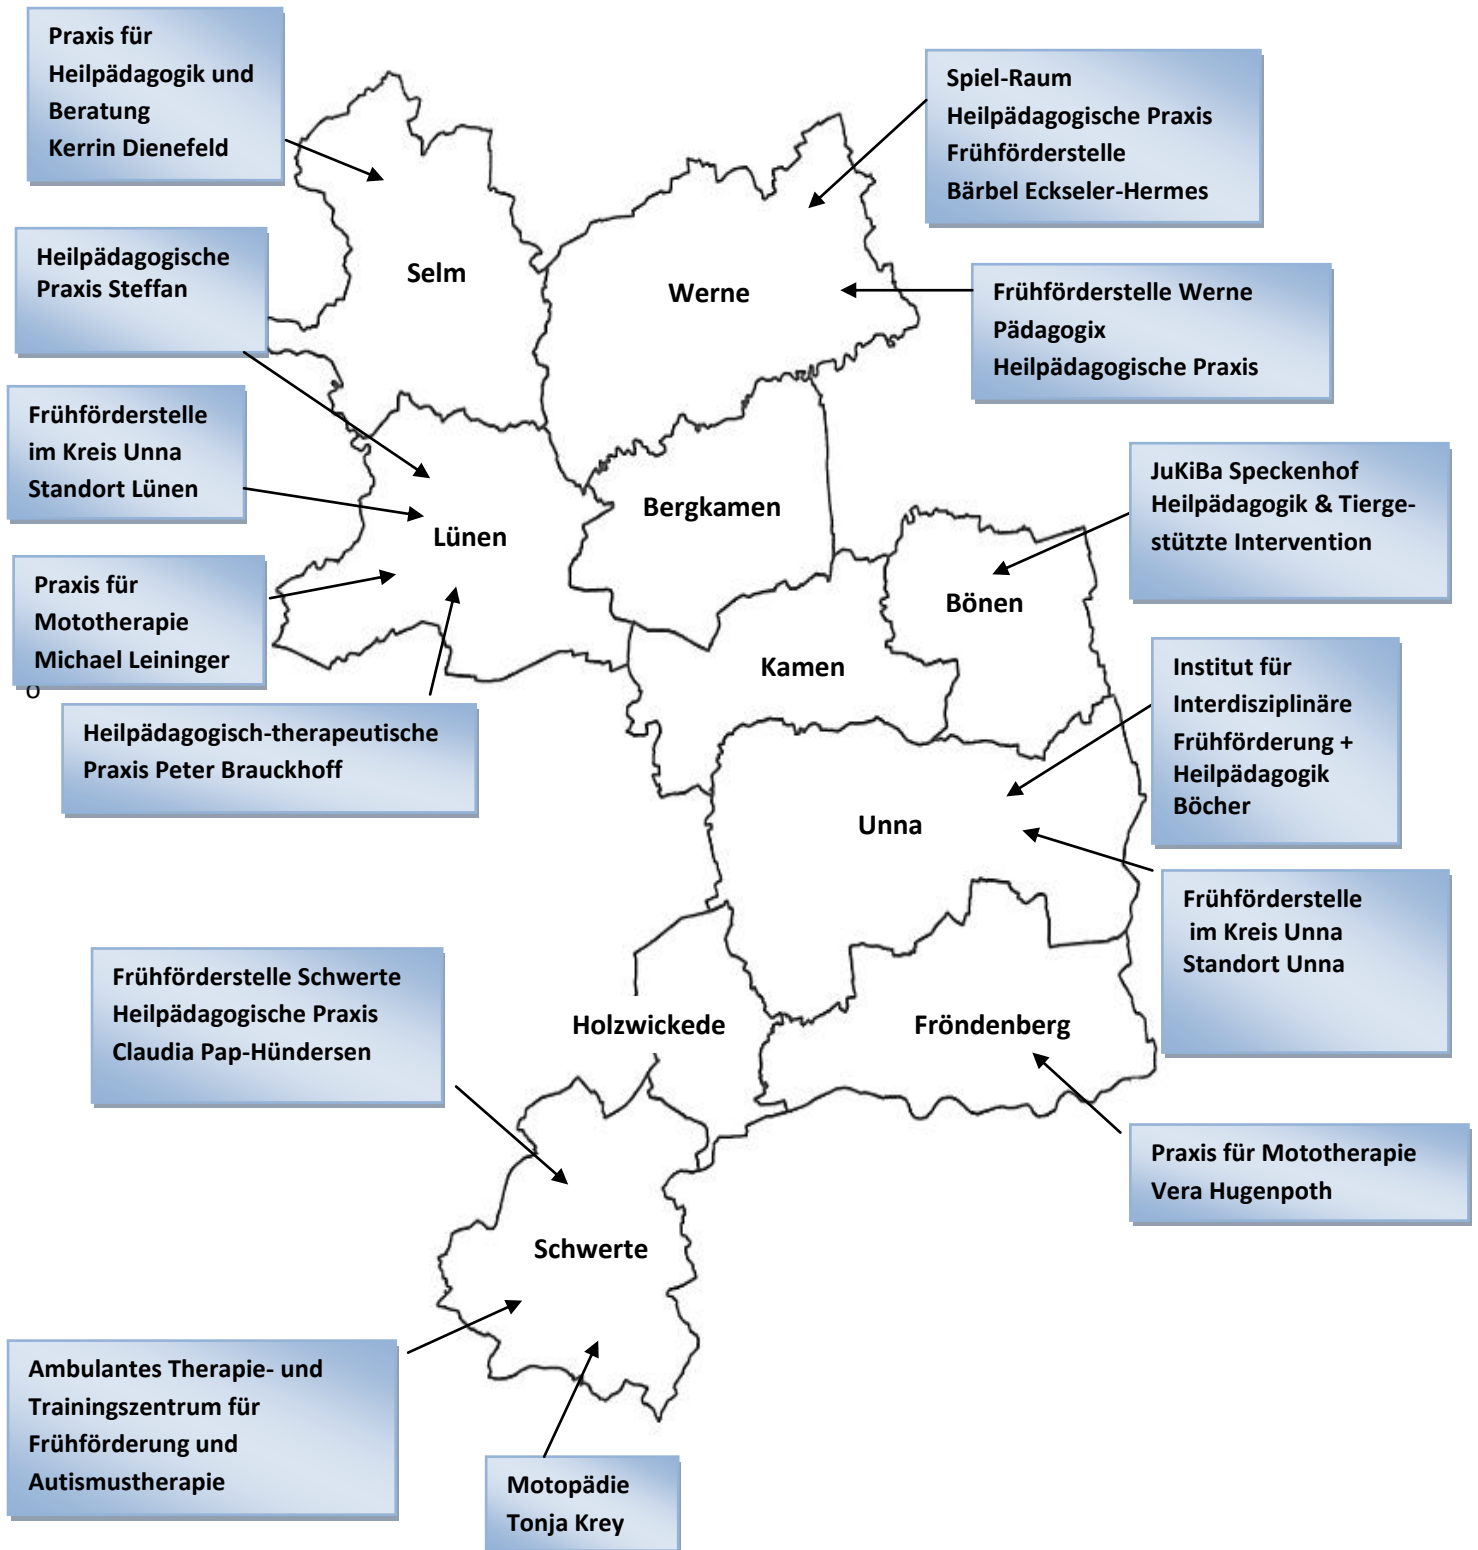 Praxis für
Heilpädagogik und
Beratung
Kerrin Dienefeld
Spiel-Raum
Heilpädagogische Praxis
Frühförderstelle
Bärbel Eckseler-Hermes
Heilpädagogische
Praxis Steffan
Selm
Werne
Frühförderstelle Werne
Pädagogix
Heilpädagogische Praxis
Frühförderstelle
im Kreis Unna
Standort Lünen
Bergkamen
Lünen
JuKiBa Speckenhof
Heilpädagogik & Tierge-
stützte Intervention
Praxis für
Mototherapie
Michael Leininger
o
Bönen
Kamen
Institut für
Interdisziplinäre
Frühförderung +
Heilpädagogik
Böcher
Heilpädagogisch-therapeutische
Praxis Peter Brauckhoff
Unna
Frühförderstelle
im Kreis Unna
Standort Unna
Frühförderstelle Schwerte
Heilpädagogische Praxis
Claudia Pap-Hündersen
Holzwickede
Fröndenberg
Praxis für Mototherapie
Vera Hugenpoth
Schwerte
Ambulantes Therapie- und
Trainingszentrum für
Frühförderung und
Autismustherapie
Motopädie
Tonja Krey